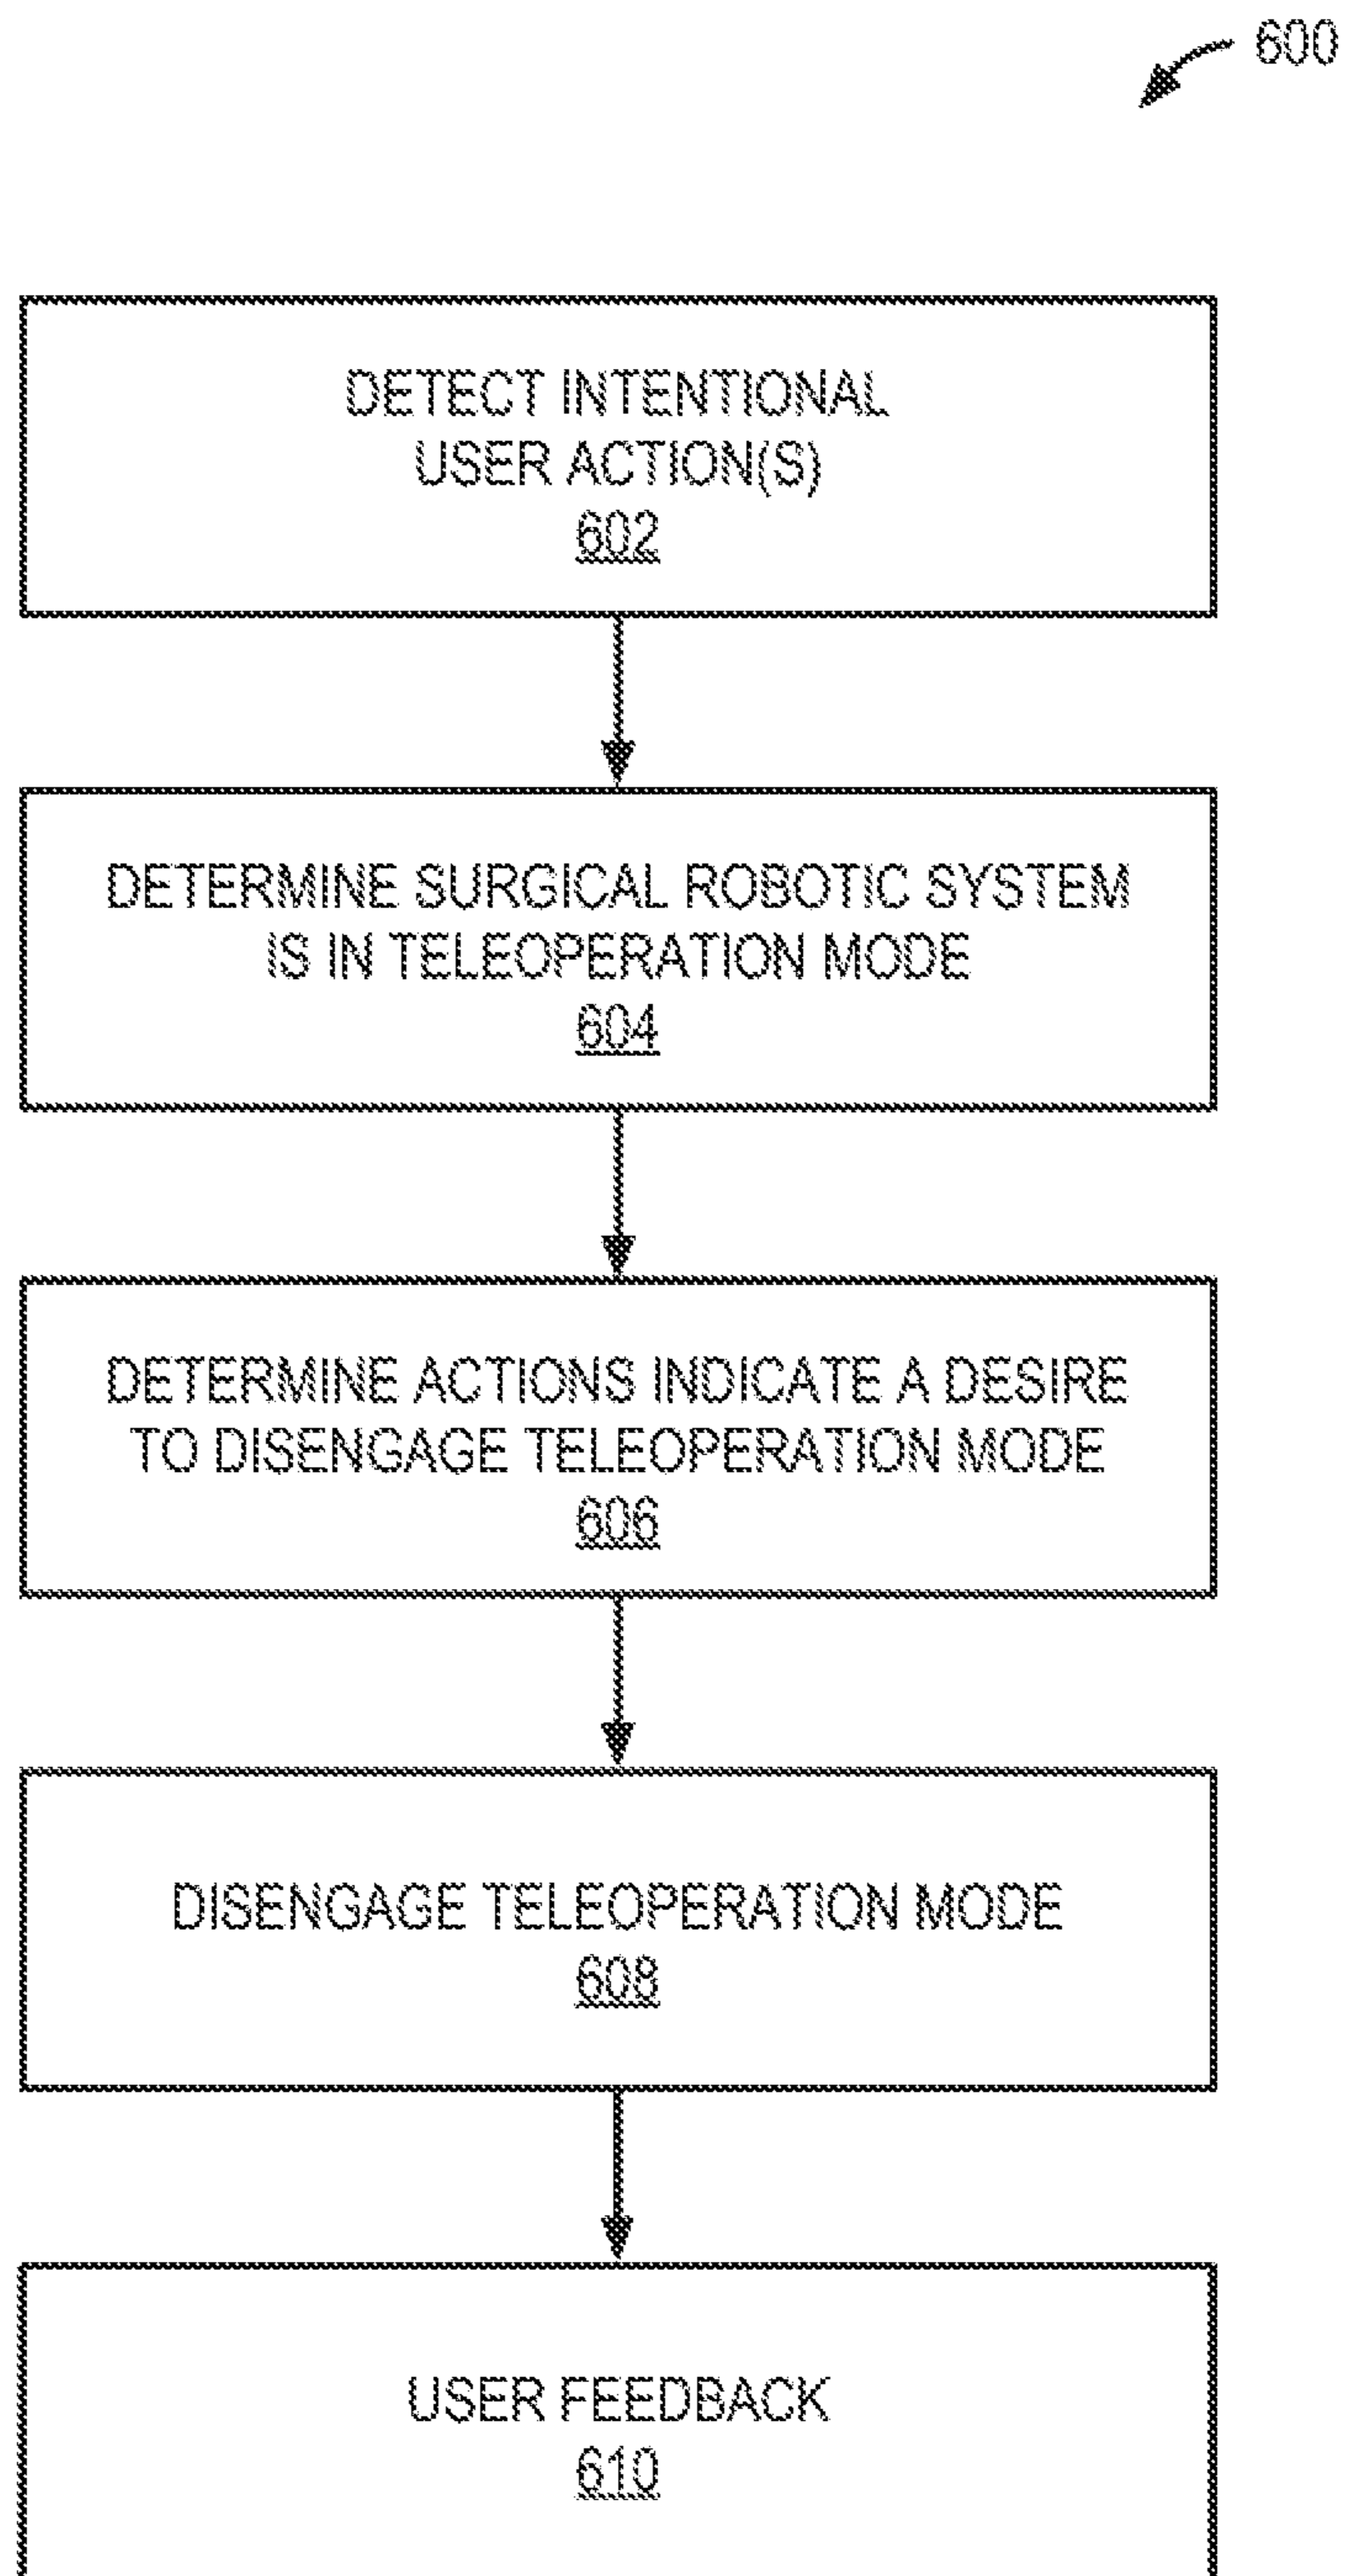 600
DETECT INTENTIONAL
USER ACTION(S)
602
DETERMINE SURGICAL ROBOTIC SYSTEM
IS IN TELEOPERATION MODE
604
DETERMINE ACTIONS INDICATE A DESIRE
TO DISENGAGE TELEOPERATION MODE
606
DISENGAGE TELEOPERATION MODE
608
USER FEEDBACK
610